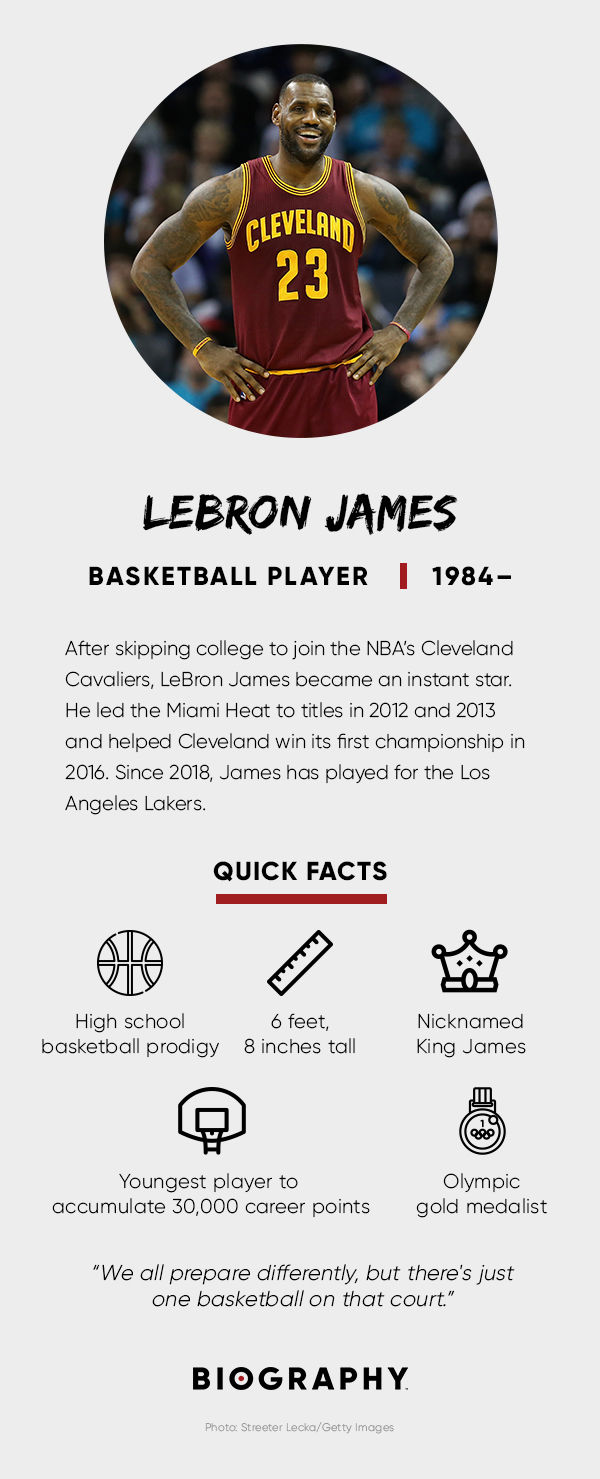 CLEVELAND
23
LEBRON JAMES
BASKETBALL PLAYER | 1984–
After skipping college to join the NBA’s Cleveland
Cavaliers, LeBron James became an instant star.
He led the Miami Heat to titles in 2012 and 2013
and helped Cleveland win its first championship in
2016. Since 2018, James has played for the Los
Angeles Lakers.
QUICK FACTS
High school
basketball prodigy
6 feet,
8 inches tall
Nicknamed
King James
1
Youngest player to
accumulate 30,000 career points
Olympic
gold medalist
“We all prepare differently, but there's just
one basketball on that court.”
BIOGRAPHY
Photo: Streeter Lecka/Getty Images